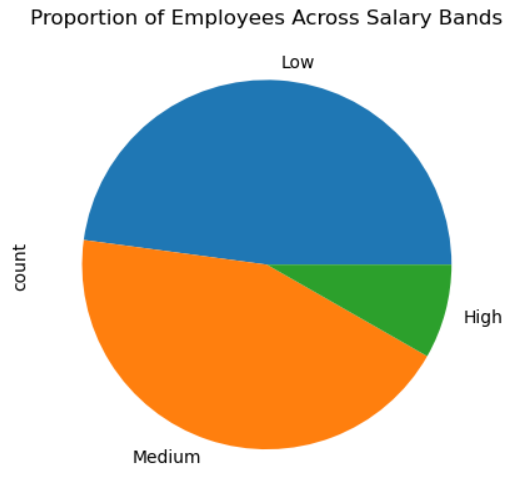 Proportion of Employees Across Salary Bands
Low
count
High
Medium